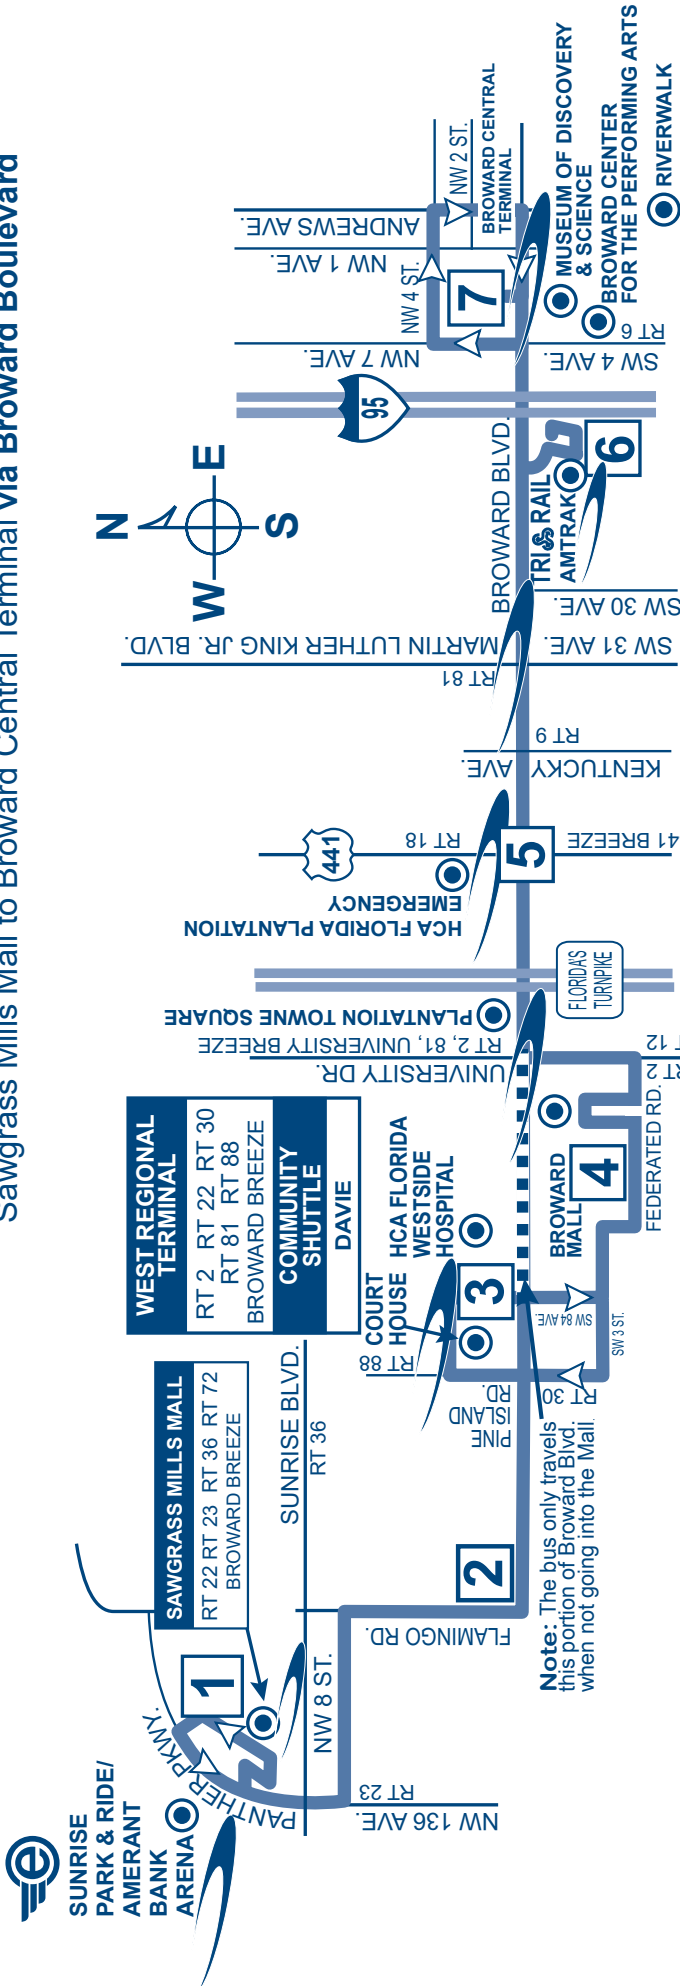 Sawgrass Mills Mall to Broward Central Terminal via Broward Boulevard
SUNRISE
PARK & RIDE/
AMERANT
BANK
ARENA
e
PANTHER PKWY.
1
SAWGRASS MILLS MALL
RT 22 RT 23 RT 36 RT 72
BROWARD BREEZE
SUNRISE BLVD.
RT 36
NW 8 ST.
NW 136 AVE.
RT 23
FLAMINGO RD.
2
Note: The bus only travels
this portion of Broward Blvd.
when not going into the Mall.
WEST REGIONAL
TERMINAL
RT 2 RT 22 RT 30
RT 81 RT 88
BROWARD BREEZE
COMMUNITY
SHUTTLE
DAVIE
PINE
ISLAND
RD.
RT 88
RT 30
COURT
HOUSE
HCA FLORIDA
WESTSIDE
HOSPITAL
3
SW 84 AVE.
SW 3 ST.
BROWARD
MALL
4
FEDERATED RD.
UNIVERSITY DR.
RT 2, 81, UNIVERSITY BREEZE
RT 2
T 12
PLANTATION TOWNE SQUARE
FLORIDA'S
TURNPIKE
HCA FLORIDA PLANTATION
EMERGENCY
441
RT 18
5
41 BREEZE
KENTUCKY AVE.
RT 9
N
W E
S
MARTIN LUTHER KING JR. BLVD.
RT 81
SW 31 AVE.
SW 30 AVE.
BROWARD BLVD.
TRI RAIL
AMTRAK
6
95
NW 7 AVE.
SW 4 AVE.
RT 6
NW 4 ST.
7
NW 1 AVE.
ANDREWS AVE.
NW 2 ST.
BROWARD CENTRAL
TERMINAL
MUSEUM OF DISCOVERY
& SCIENCE
BROWARD CENTER
FOR THE PERFORMING ARTS
RIVERWALK